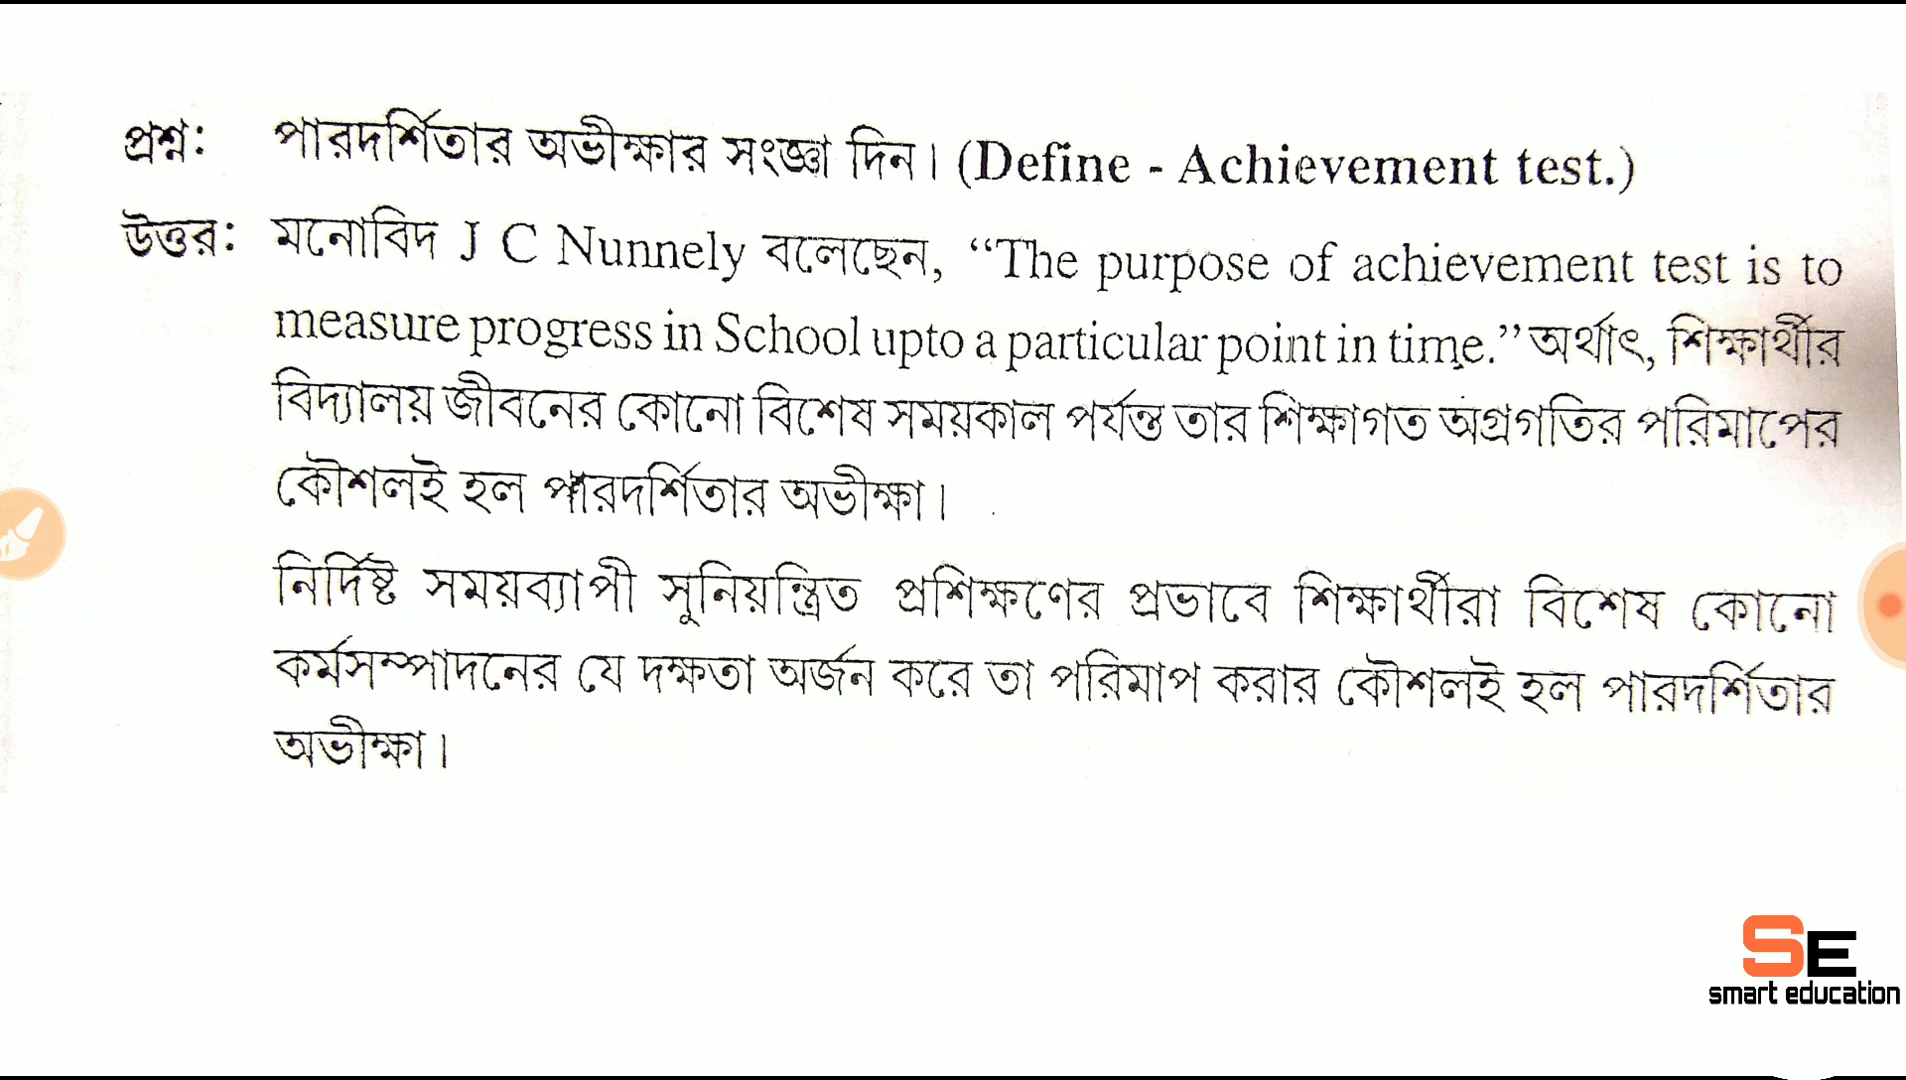 প্রশ্ন: পারদর্শিতার অভীক্ষার সংজ্ঞা দিন। (Define - Achievement test.)
উত্তর: মনোবিদ J C Nunnely বলেছেন, “The purpose of achievement test is to
measure progress in School upto a particular point in time.” অর্থাৎ, শিক্ষার্থীর
বিদ্যালয় জীবনের কোনো বিশেষ সময়কাল পর্যন্ত তার শিক্ষাগত অগ্রগতির পরিমাপের
কৌশলই হল পারদর্শিতার অভীক্ষা।
নির্দিষ্ট সময়ব্যাপী সুনিয়ন্ত্রিত প্রশিক্ষণের প্রভাবে শিক্ষার্থীরা বিশেষ কোনো
কর্মসম্পাদনের যে দক্ষতা অর্জন করে তা পরিমাপ করার কৌশলই হল পারদর্শিতার
অভীক্ষা।
SE
smart education